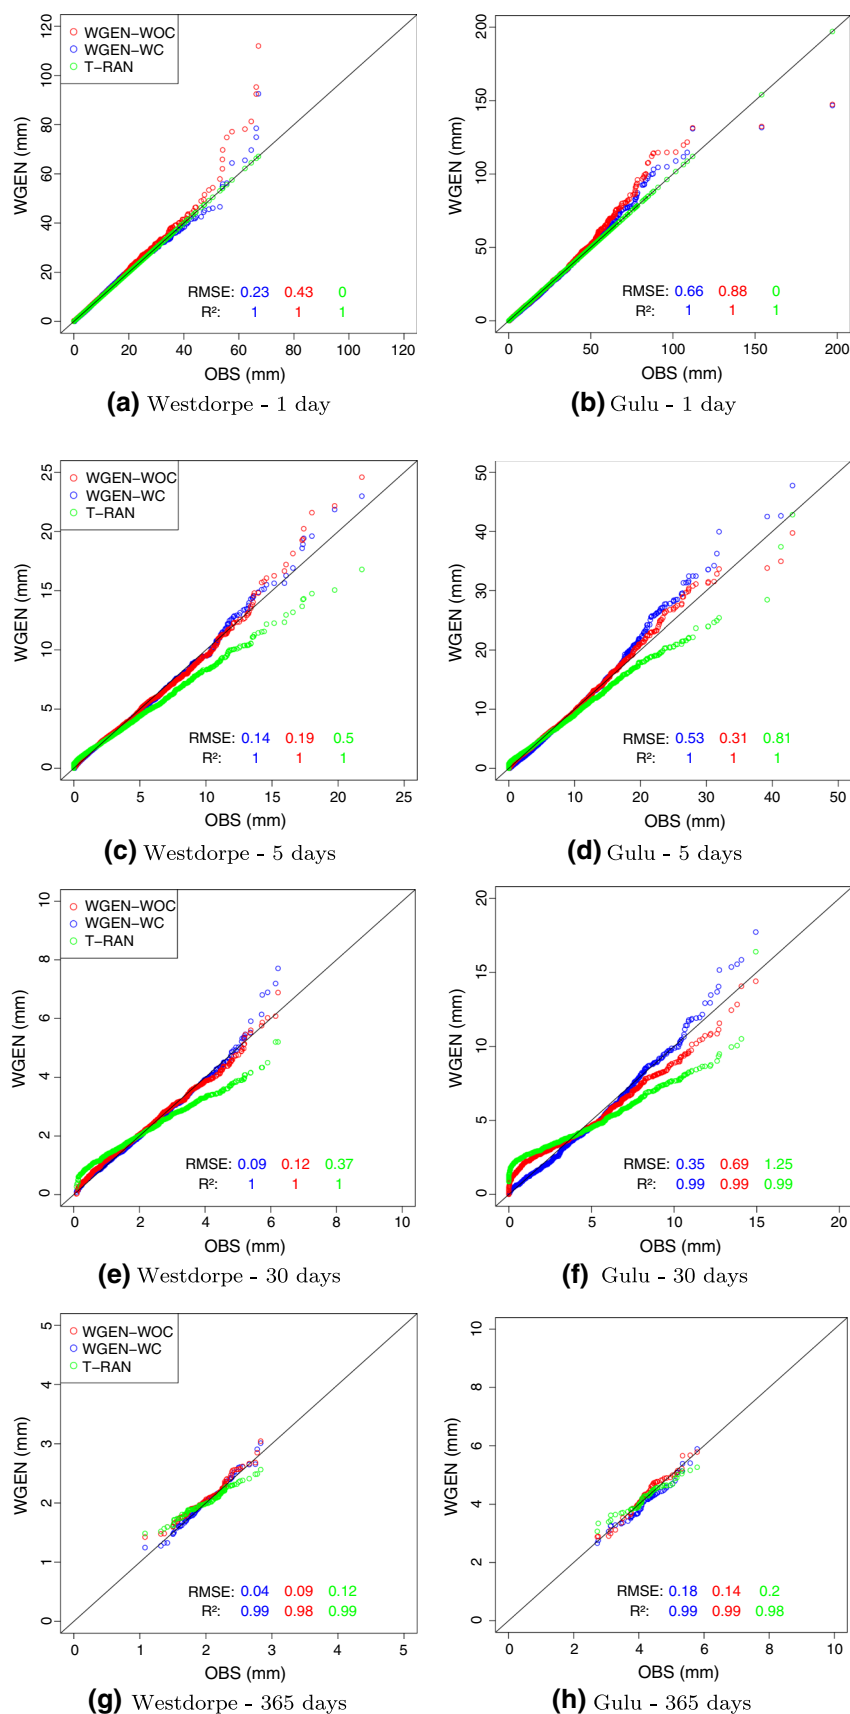 WGEN−WOC
WGEN−WC
T−RAN
WGEN (mm)
0 20 40 60 80 100 120
RMSE: 0.23 0.43 0
R²: 1 1 1
0 20 40 60 80 100 120
OBS (mm)
(a) Westdorpe - 1 day
WGEN (mm)
0 50 100 150 200
RMSE: 0.66 0.88 0
R²: 1 1 1
0 50 100 150 200
OBS (mm)
(b) Gulu - 1 day
WGEN−WOC
WGEN−WC
T−RAN
WGEN (mm)
0 5 10 15 20 25
RMSE: 0.14 0.19 0.5
R²: 1 1 1
0 5 10 15 20 25
OBS (mm)
(c) Westdorpe - 5 days
WGEN (mm)
0 10 20 30 40 50
RMSE: 0.53 0.31 0.81
R²: 1 1 1
0 10 20 30 40 50
OBS (mm)
(d) Gulu - 5 days
WGEN−WOC
WGEN−WC
T−RAN
WGEN (mm)
0 2 4 6 8 10
RMSE: 0.09 0.12 0.37
R²: 1 1 1
0 2 4 6 8 10
OBS (mm)
(e) Westdorpe - 30 days
WGEN (mm)
0 5 10 15 20
RMSE: 0.35 0.69 1.25
R²: 0.99 0.99 0.99
0 5 10 15 20
OBS (mm)
(f) Gulu - 30 days
WGEN−WOC
WGEN−WC
T−RAN
WGEN (mm)
0 1 2 3 4 5
RMSE: 0.04 0.09 0.12
R²: 0.99 0.98 0.99
0 1 2 3 4 5
OBS (mm)
(g) Westdorpe - 365 days
WGEN (mm)
0 2 4 6 8 10
RMSE: 0.18 0.14 0.2
R²: 0.99 0.99 0.98
0 2 4 6 8 10
OBS (mm)
(h) Gulu - 365 days